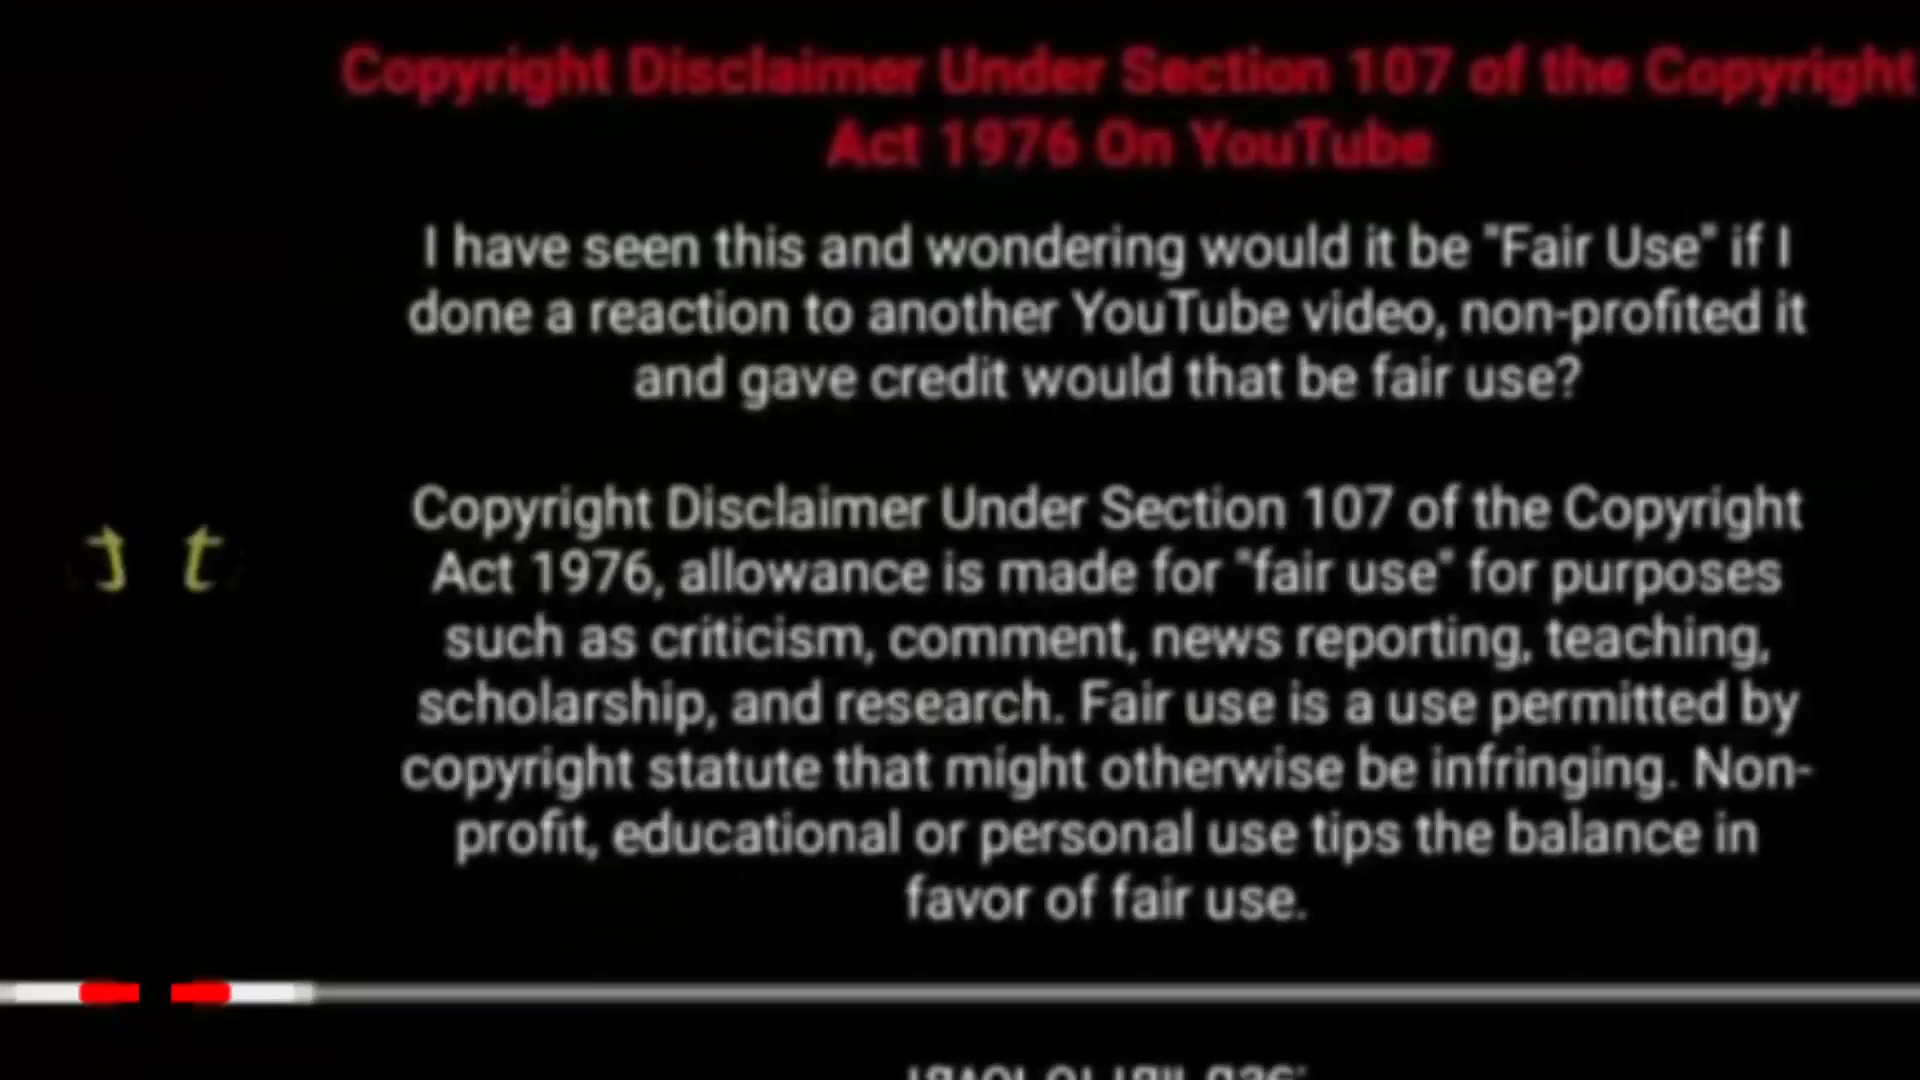 Copyright Disclaimer Under Section 107 of the Copyright
Act 1976 On YouTube
I have seen this and wondering would it be "Fair Use" if I
done a reaction to another YouTube video, non-profited it
and gave credit would that be fair use?
Copyright Disclaimer Under Section 107 of the Copyright
Act 1976, allowance is made for "fair use" for purposes
such as criticism, comment, news reporting, teaching,
scholarship, and research. Fair use is a use permitted by
copyright statute that might otherwise be infringing. Non-
profit, educational or personal use tips the balance in
favor of fair use.